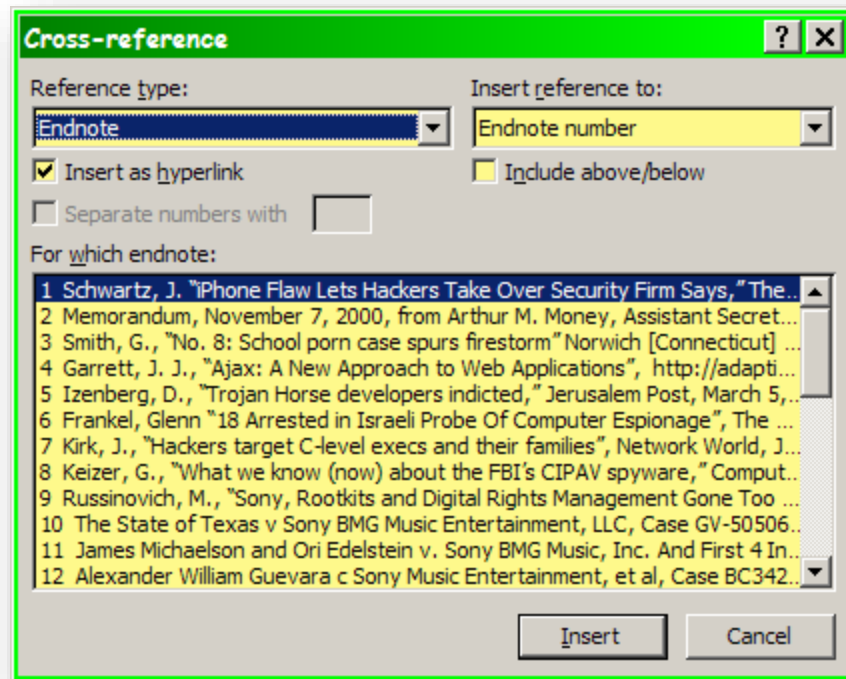 Cross-reference
Reference type:
Insert reference to:
Endnote
Endnote number
Insert as hyperlink
Include above/below
Separate numbers with
For which endnote:
1 Schwartz, J. “iPhone Flaw Lets Hackers Take Over Security Firm Says,” The...
2 Memorandum, November 7, 2000, from Arthur M. Money, Assistant Secret...
3 Smith, G., “No. 8: School porn case spurs firestorm” Norwich [Connecticut] ...
4 Garrett, J. J., “Ajax: A New Approach to Web Applications”, http://adapti...
5 Izenberg, D., “Trojan Horse developers indicted,” Jerusalem Post, March 5,...
6 Frankel, Glenn “18 Arrested in Israeli Probe Of Computer Espionage”, The ...
7 Kirk, J., “Hackers target C-level execs and their families”, Network World, J...
8 Keizer, G., “What we know (now) about the FBI’s CIPAV spyware,” Comput...
9 Russinovich, M., “Sony, Rootkits and Digital Rights Management Gone Too ...
10 The State of Texas v Sony BMG Music Entertainment, LLC, Case GV-50506...
11 James Michaelson and Ori Edelstein v. Sony BMG Music, Inc. And First 4 In...
12 Alexander William Guevara c Sony Music Entertainment, et al, Case BC342...
Insert
Cancel